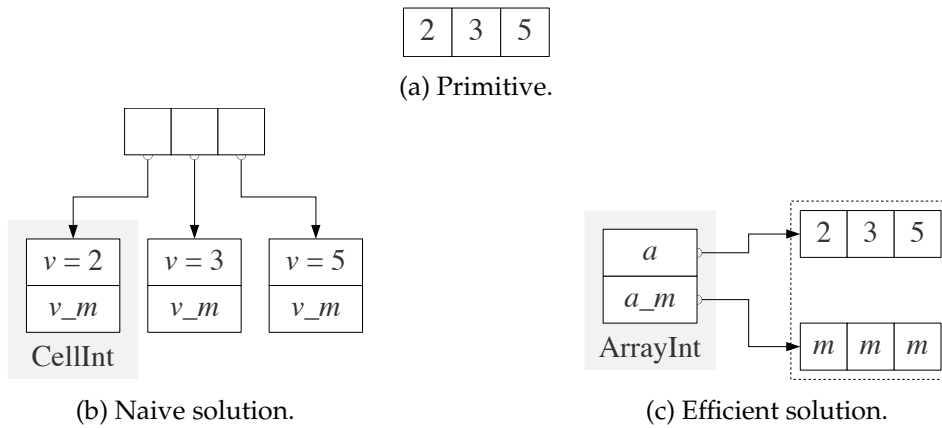 2 3 5
(a) Primitive.
v = 2 v = 3 v = 5
v_m v_m v_m
CellInt
(b) Naive solution.
a 2 3 5
a_m
ArrayInt m m m
(c) Efficient solution.